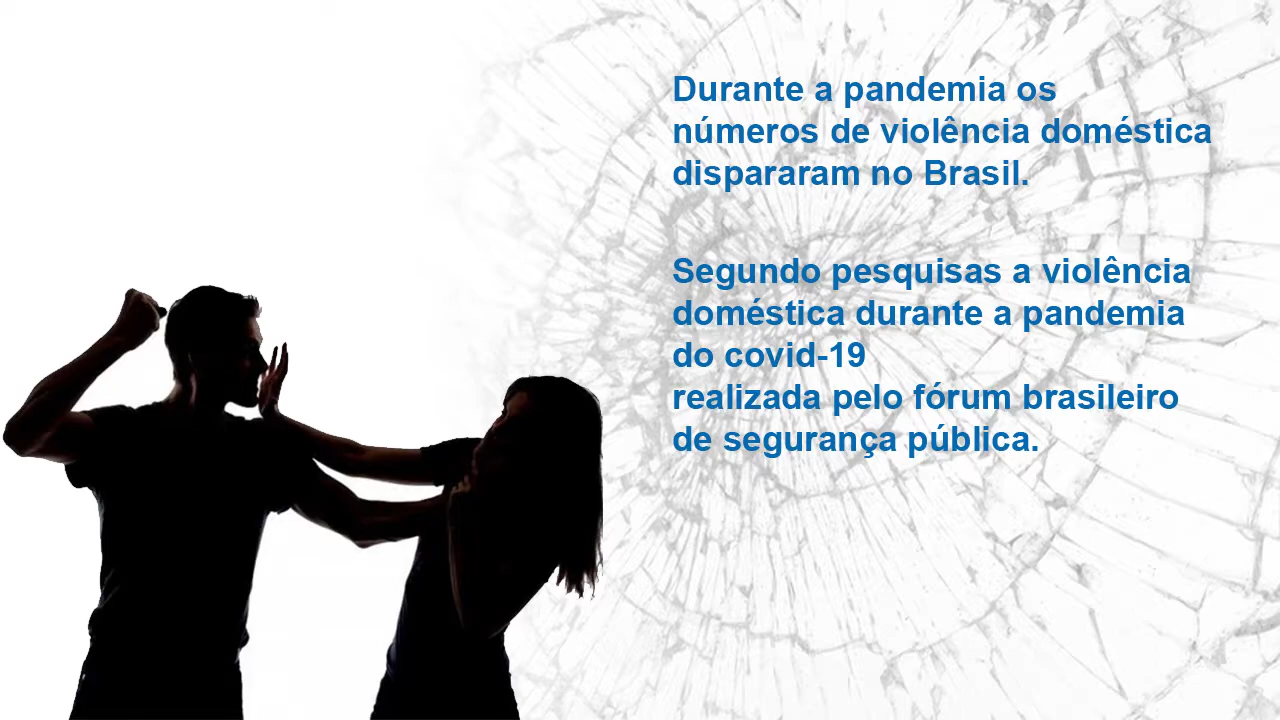 Durante a pandemia os
números de violência doméstica
dispararam no Brasil.
Segundo pesquisas a violência
doméstica durante a pandemia
do covid-19
realizada pelo fórum brasileiro
de segurança pública.